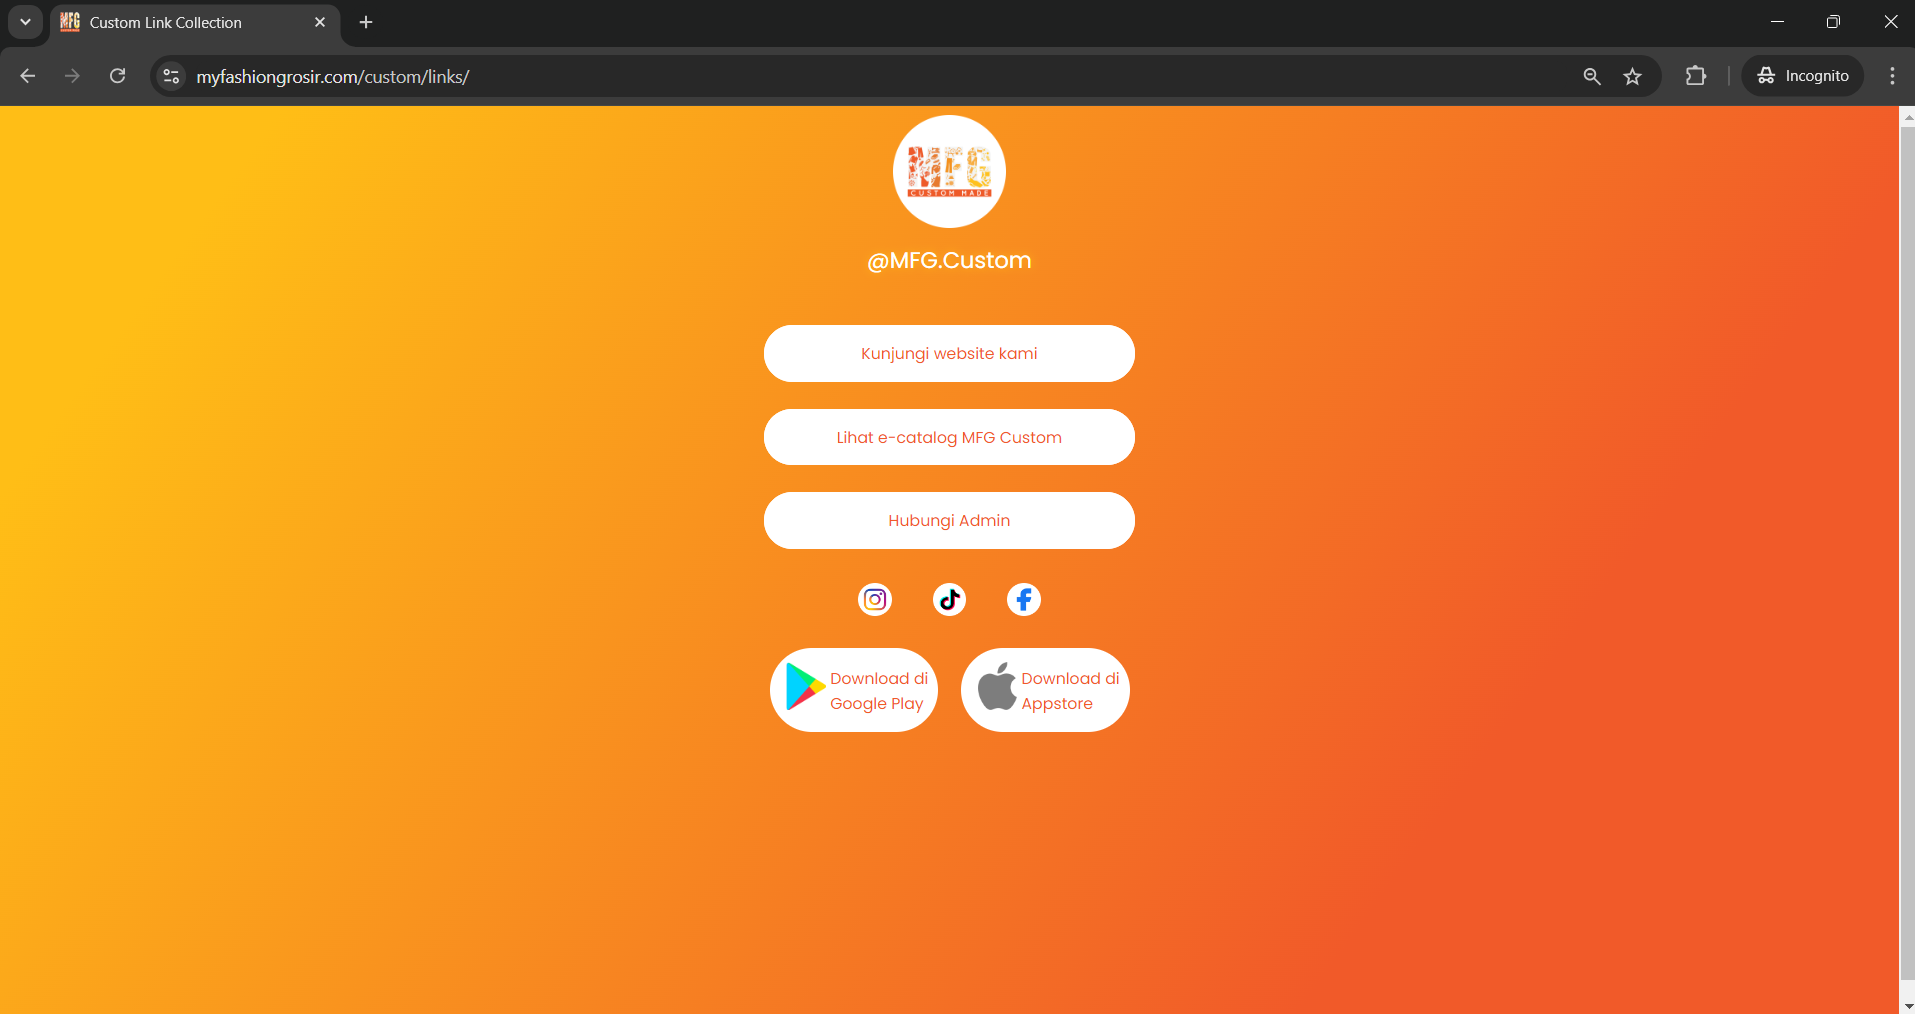 Custom Link Collection
myfashiongrosir.com/custom/links/
Incognito
MFG
CUSTOM MADE
@MFG.Custom
Kunjungi website kami
Lihat e-catalog MFG Custom
Hubungi Admin
Download di
Google Play
Download di
Appstore